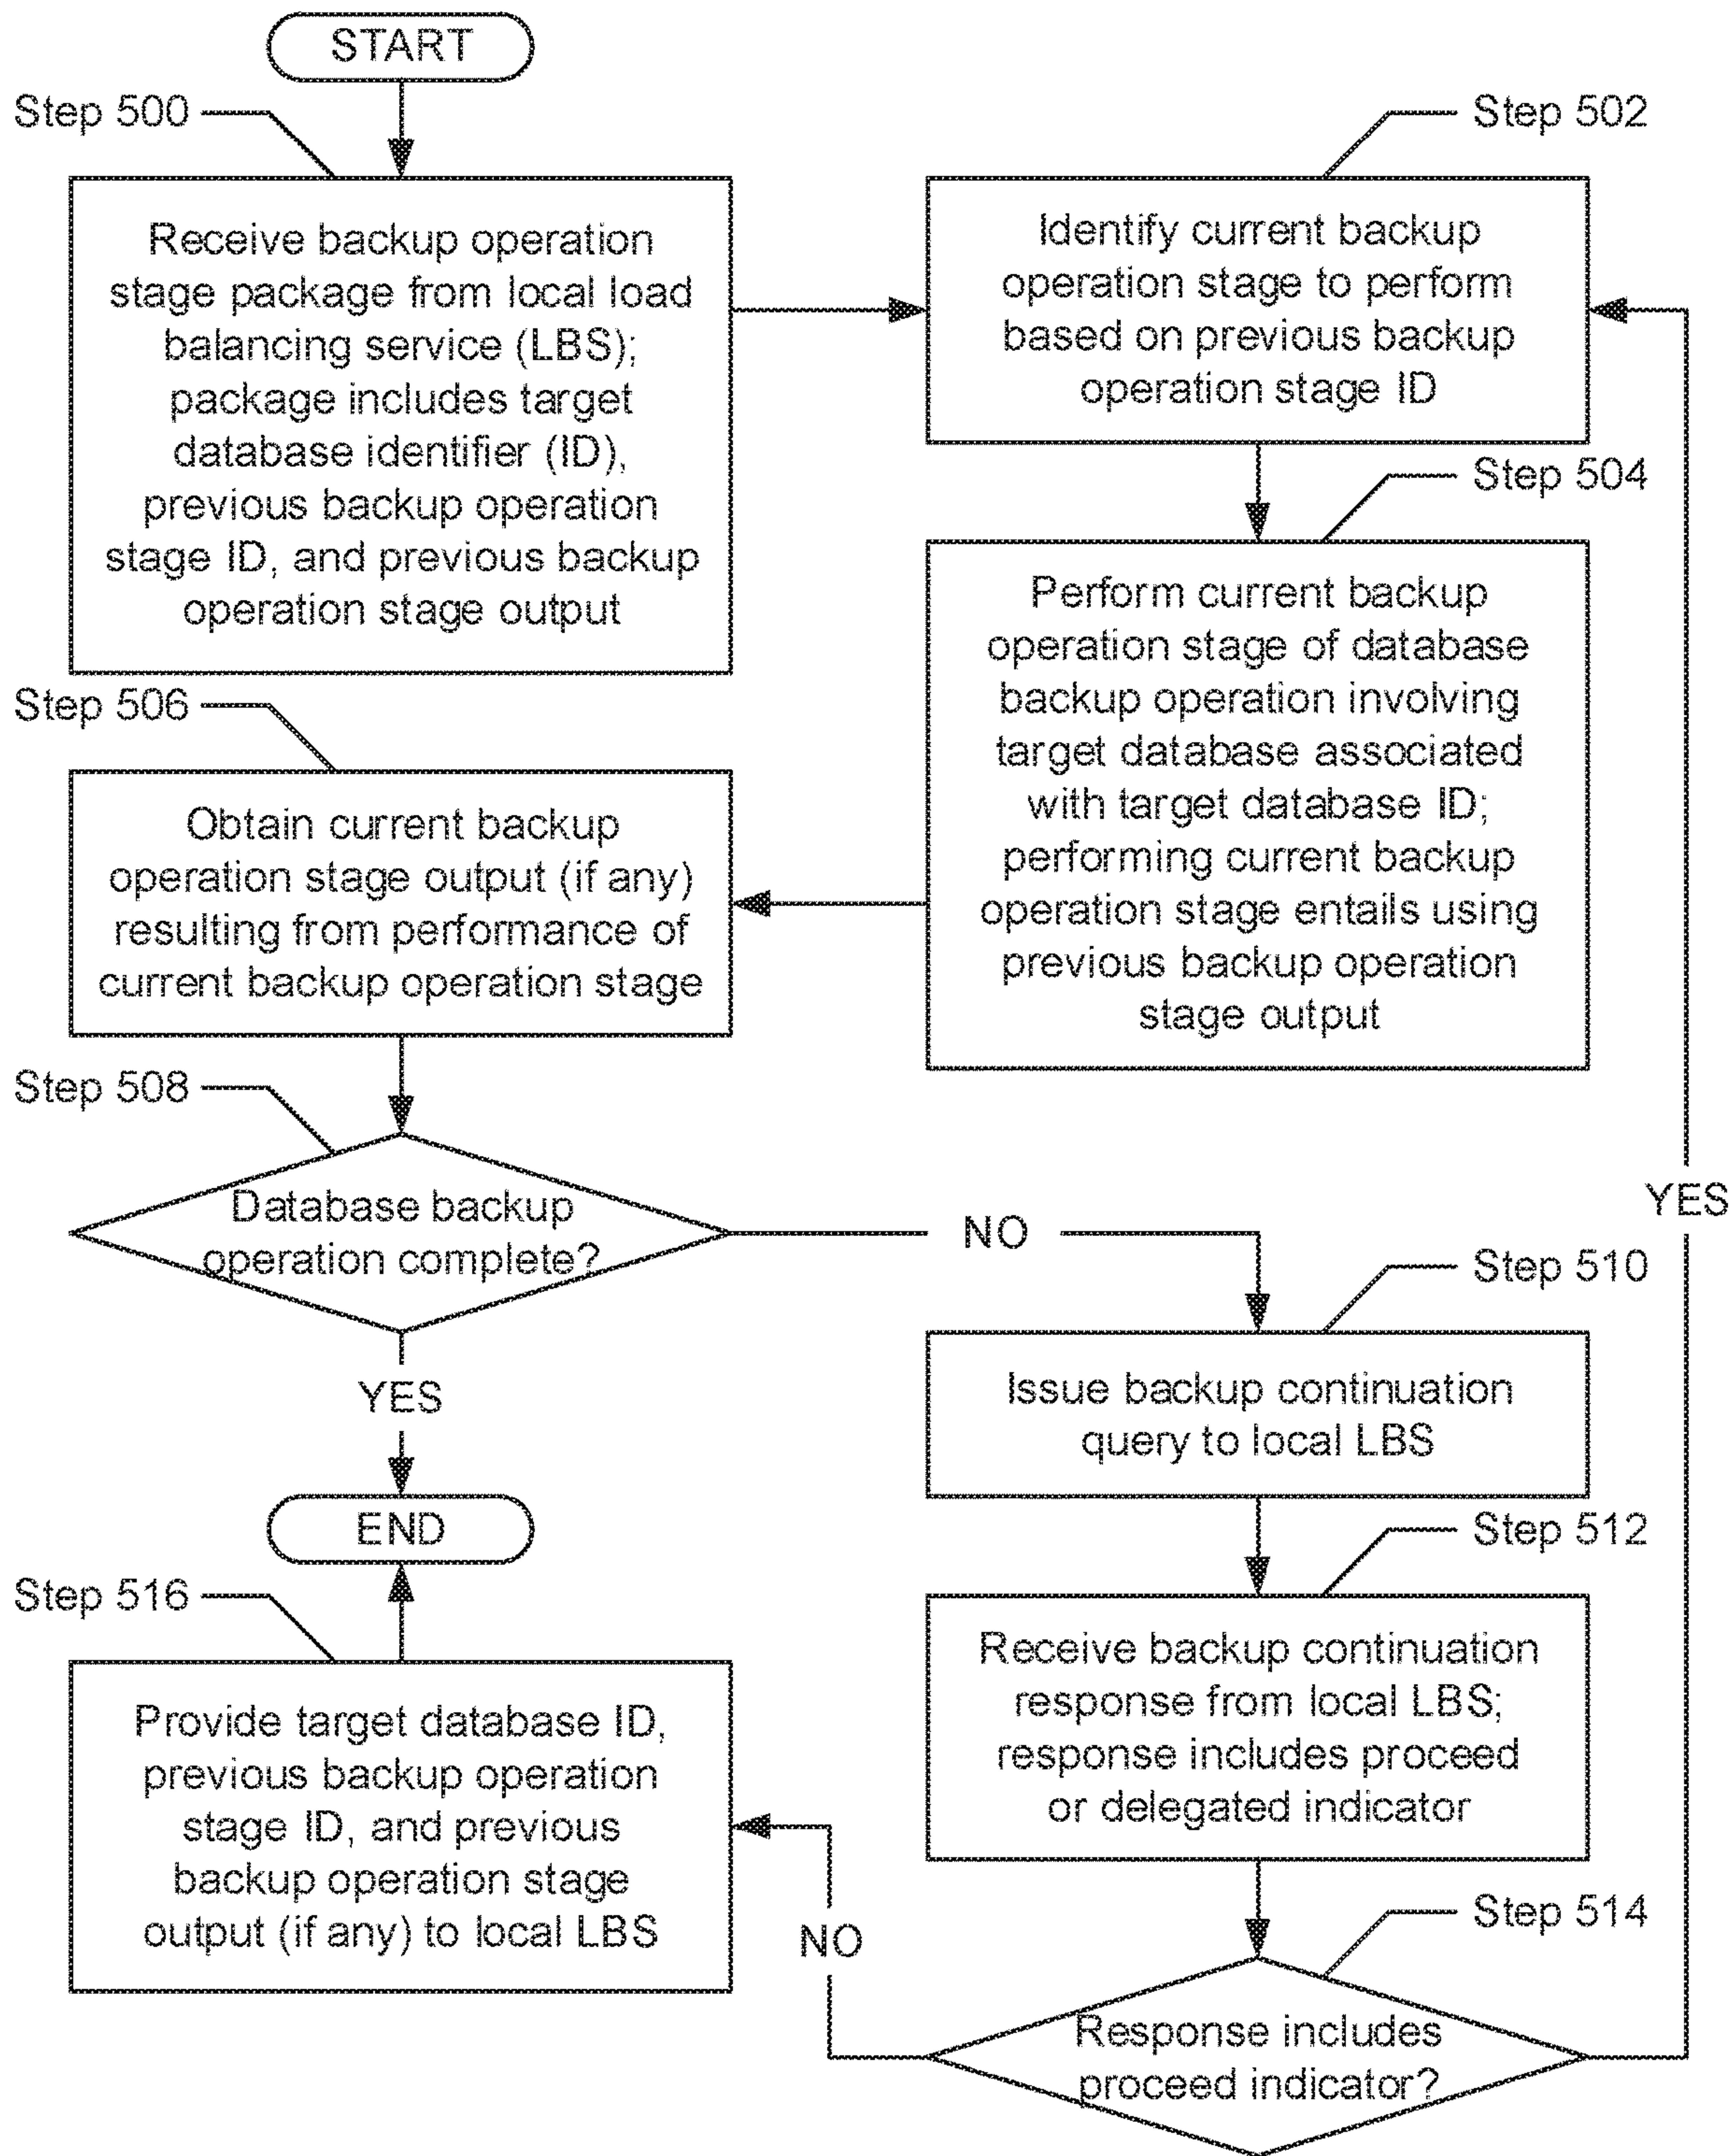 START
Step 500
Receive backup operation
stage package from local load
balancing service (LBS);
package includes target
database identifier (ID),
previous backup operation
stage ID, and previous backup
operation stage output
Step 502
Identify current backup
operation stage to perform
based on previous backup
operation stage ID
Step 504
Perform current backup
operation stage of database
backup operation involving
target database associated
with target database ID;
performing current backup
operation stage entails using
previous backup operation
stage output
Step 506
Obtain current backup
operation stage output (if any)
resulting from performance of
current backup operation stage
Step 508
Database backup
operation complete?
NO
YES
END
Step 510
Issue backup continuation
query to local LBS
Step 512
Receive backup continuation
response from local LBS;
response includes proceed
or delegated indicator
Step 514
Response includes
proceed indicator?
YES
NO
Step 516
Provide target database ID,
previous backup operation
stage ID, and previous
backup operation stage
output (if any) to local LBS